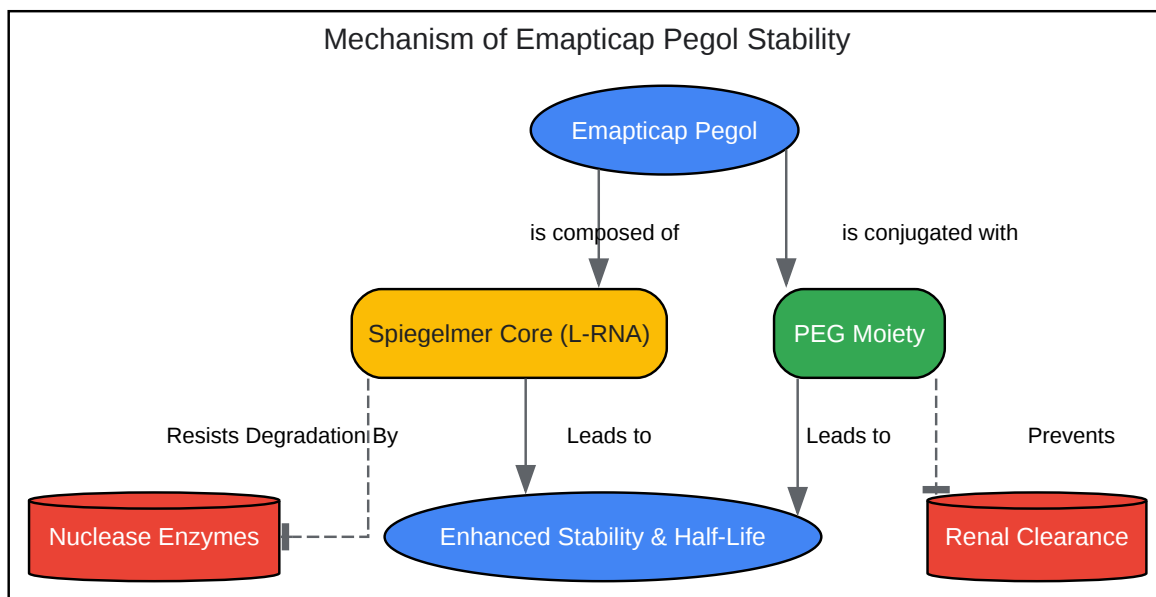 Mechanism of Emapticap Pegol Stability
Emapticap Pegol
is composed of
is conjugated with
Spiegelmer Core (L-RNA)
PEG Moiety
Resists Degradation By
Leads to
Leads to
Prevents
Nuclease Enzymes
Enhanced Stability & Half-Life
Renal Clearance